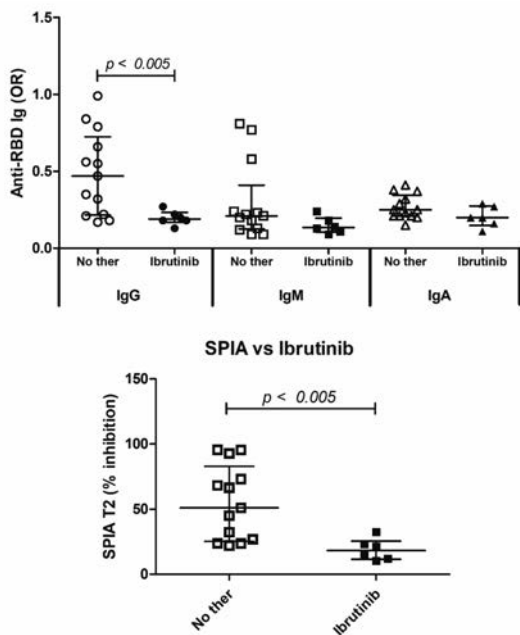 1.5
1.0
0.5
0.0
Anti-RBD Ig (OR)
p < 0.005
No ther Ibrutinib No ther Ibrutinib No ther Ibrutinib
IgG IgM IgA
SPIA vs Ibrutinib
150
100
50
0
SPIA T2 (% inhibition)
p < 0.005
No ther Ibrutinib